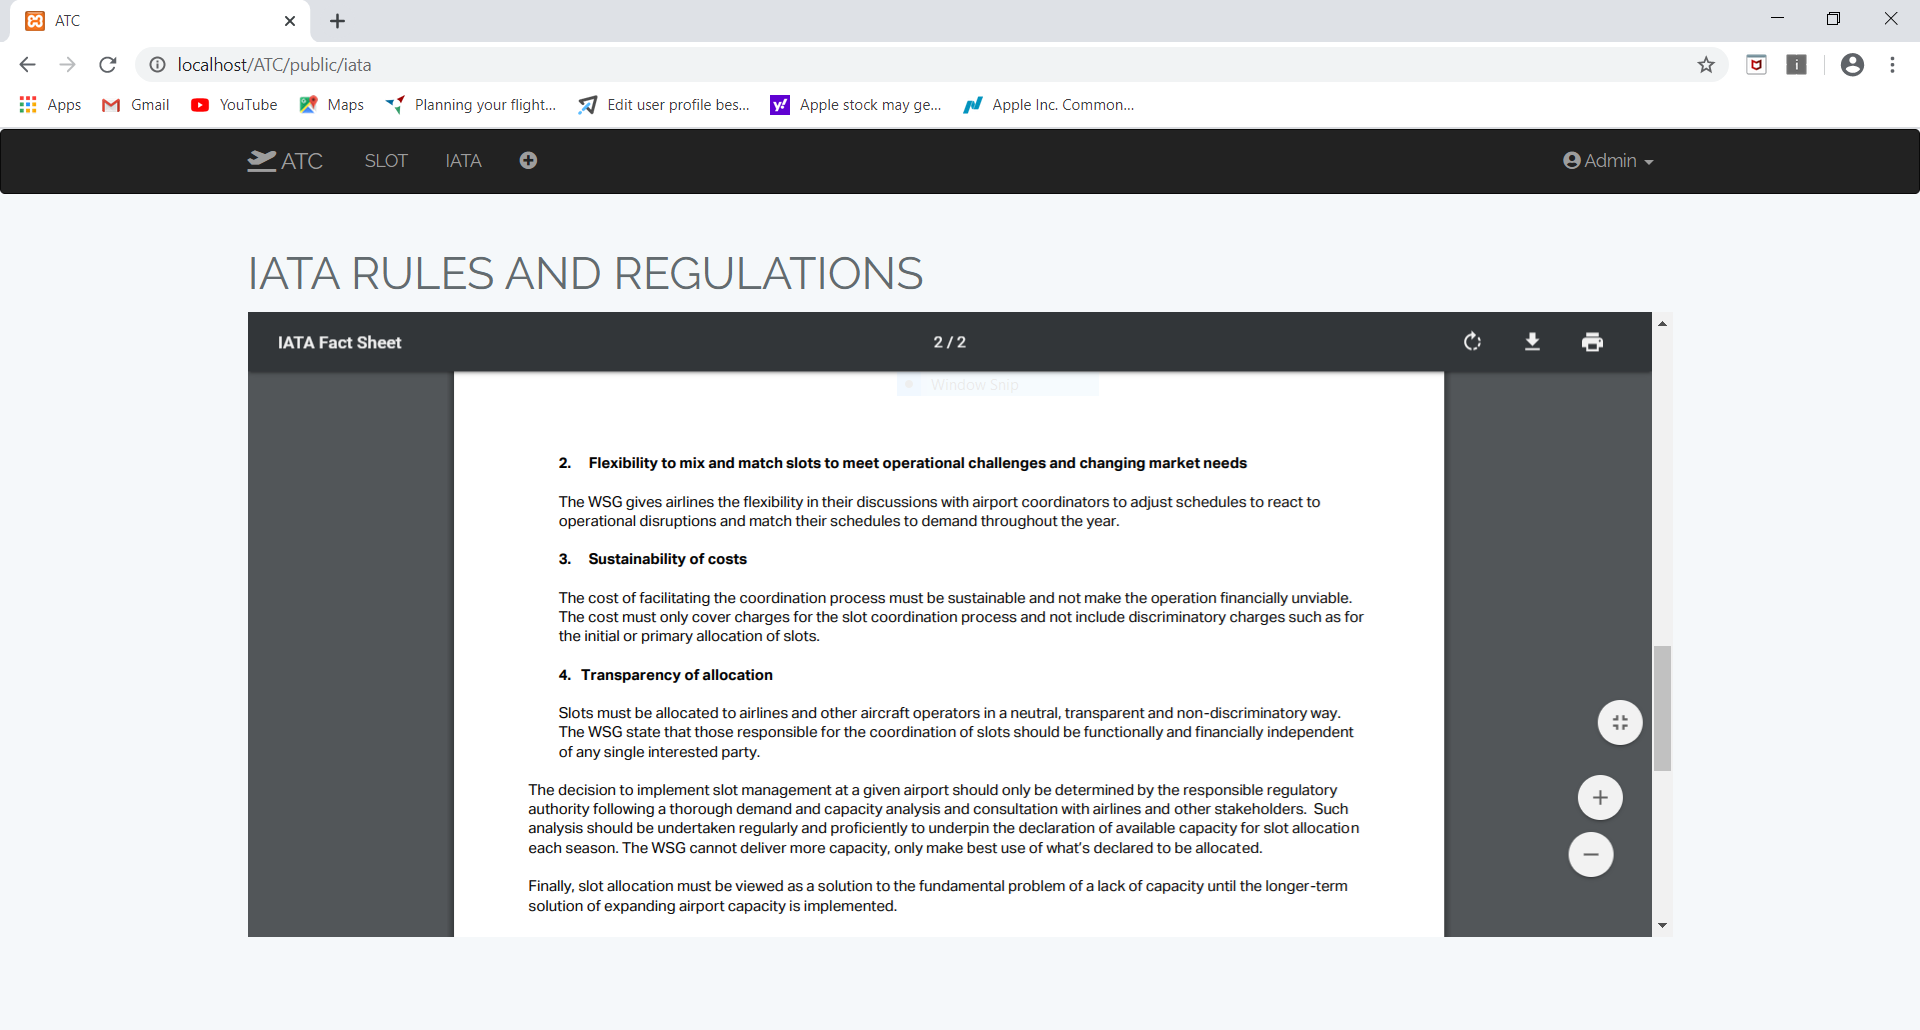 ATC
localhost/ATC/public/iata
Apps Gmail YouTube Maps Planning your flight... Edit user profile bes... Apple stock may ge... Apple Inc. Common...
ATC SLOT IATA Admin
IATA RULES AND REGULATIONS
IATA Fact Sheet 2 / 2
Window Snip
2. Flexibility to mix and match slots to meet operational challenges and changing market needs
The WSG gives airlines the flexibility in their discussions with airport coordinators to adjust schedules to react to
operational disruptions and match their schedules to demand throughout the year.
3. Sustainability of costs
The cost of facilitating the coordination process must be sustainable and not make the operation financially unviable.
The cost must only cover charges for the slot coordination process and not include discriminatory charges such as for
the initial or primary allocation of slots.
4. Transparency of allocation
Slots must be allocated to airlines and other aircraft operators in a neutral, transparent and non-discriminatory way.
The WSG state that those responsible for the coordination of slots should be functionally and financially independent
of any single interested party.
The decision to implement slot management at a given airport should only be determined by the responsible regulatory
authority following a thorough demand and capacity analysis and consultation with airlines and other stakeholders. Such
analysis should be undertaken regularly and proficiently to underpin the declaration of available capacity for slot allocation
each season. The WSG cannot deliver more capacity, only make best use of what's declared to be allocated.
Finally, slot allocation must be viewed as a solution to the fundamental problem of a lack of capacity until the longer-term
solution of expanding airport capacity is implemented.